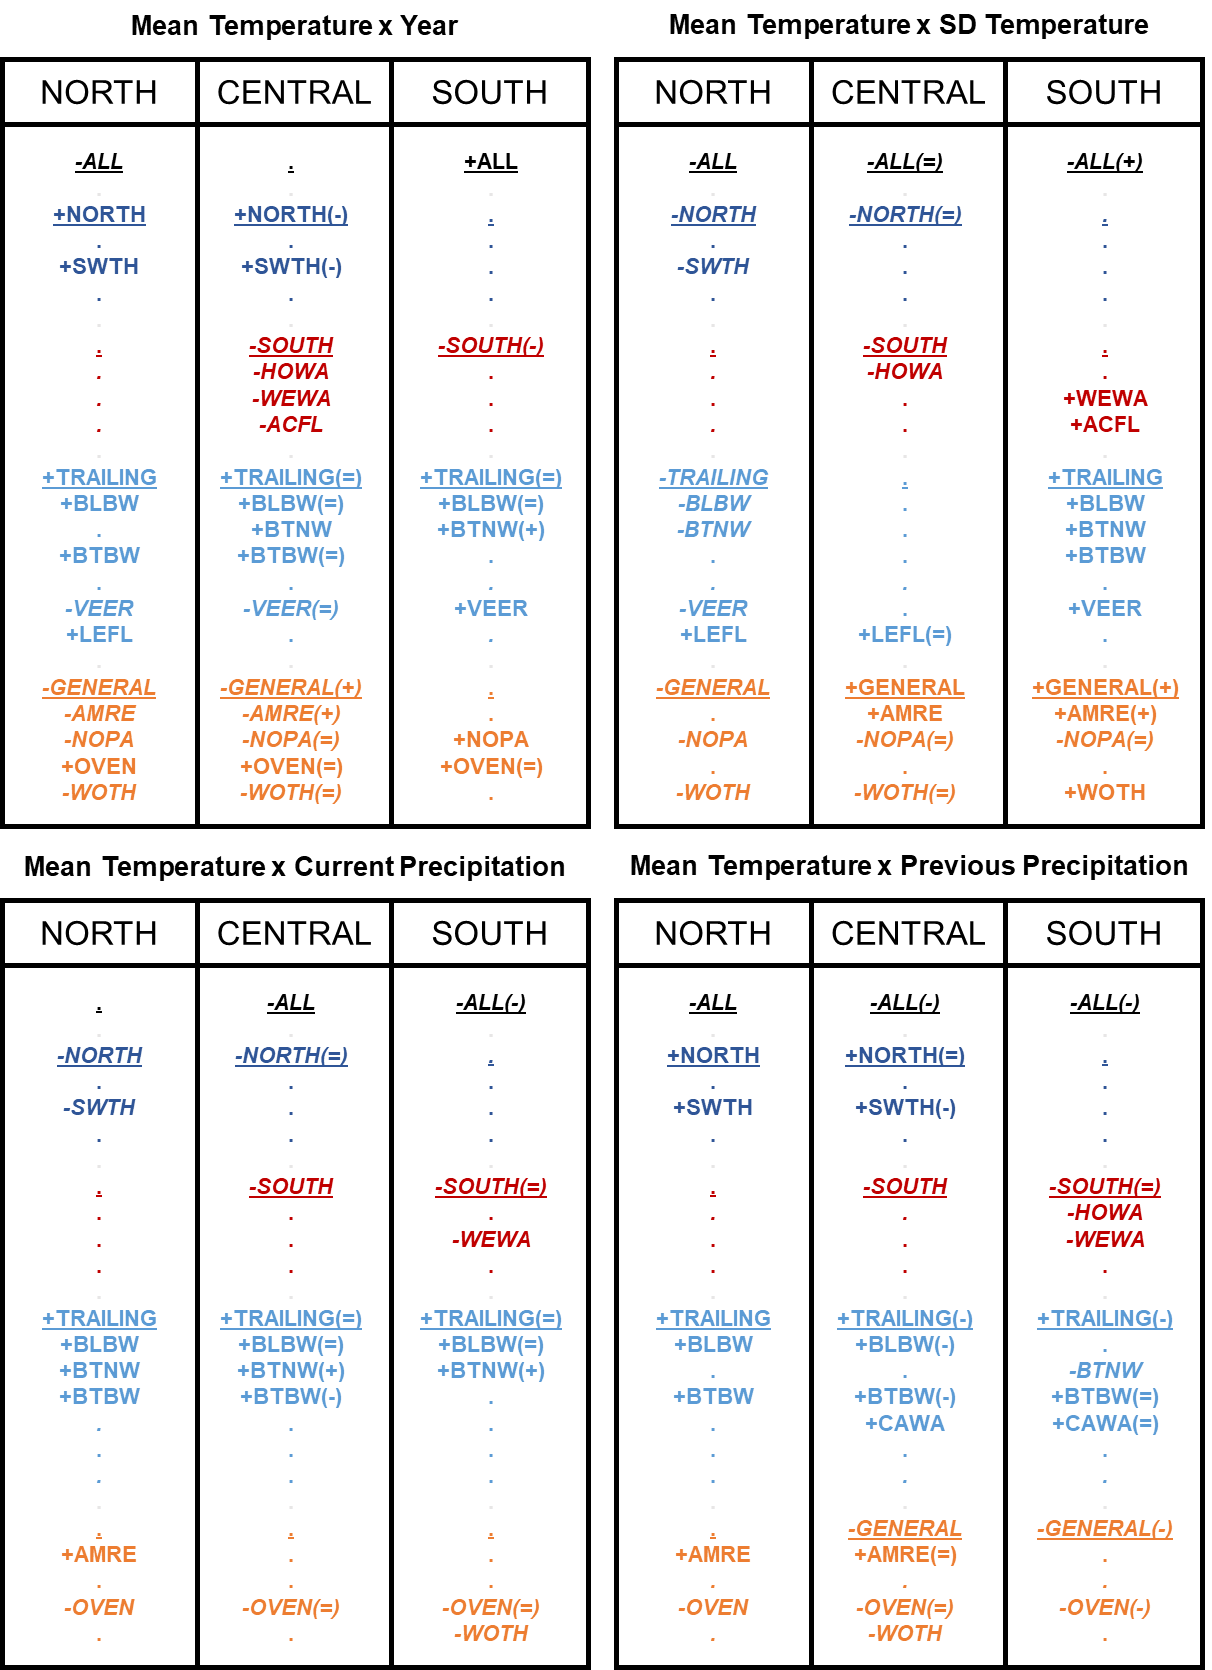 Mean Temperature x Year
NORTH CENTRAL SOUTH
-ALL . +ALL
. . .
+NORTH +NORTH(-) .
. . .
+SWTH +SWTH(-) .
. . .
. . .
. -SOUTH -SOUTH(-)
. -HOWA .
. -WEWA .
. -ACFL .
. . .
+TRAILING +TRAILING(=) +TRAILING(=)
+BLBW +BLBW(=) +BLBW(=)
. +BTNW +BTNW(+)
+BTBW +BTBW(=) .
. . .
-VEER -VEER(=) +VEER
+LEFL . .
. . .
-GENERAL -GENERAL(+) .
-AMRE -AMRE(+) .
-NOPA -NOPA(=) +NOPA
+OVEN +OVEN(=) +OVEN(=)
-WOTH -WOTH(=) .
Mean Temperature x SD Temperature
NORTH CENTRAL SOUTH
-ALL -ALL(=) -ALL(+)
. . .
-NORTH -NORTH(=) .
. . .
-SWTH . .
. . .
. . .
. -SOUTH .
. -HOWA .
. . +WEWA
. . +ACFL
. . .
-TRAILING . +TRAILING
-BLBW . +BLBW
-BTNW . +BTNW
. . +BTBW
. . .
-VEER . +VEER
+LEFL +LEFL(=) .
. . .
-GENERAL +GENERAL +GENERAL(+)
. +AMRE +AMRE(+)
-NOPA -NOPA(=) -NOPA(=)
. . .
-WOTH -WOTH(=) +WOTH
Mean Temperature x Current Precipitation
NORTH CENTRAL SOUTH
. -ALL -ALL(-)
. . .
-NORTH -NORTH(=) .
. . .
-SWTH . .
. . .
. . .
. -SOUTH -SOUTH(=)
. . .
. . -WEWA
. . .
. . .
+TRAILING +TRAILING(=) +TRAILING(=)
+BLBW +BLBW(=) +BLBW(=)
+BTNW +BTNW(+) +BTNW(+)
+BTBW +BTBW(-) .
. . .
. . .
. . .
. . .
. . .
+AMRE . .
. . .
-OVEN -OVEN(=) -OVEN(=)
. . -WOTH
Mean Temperature x Previous Precipitation
NORTH CENTRAL SOUTH
-ALL -ALL(-) -ALL(-)
. . .
+NORTH +NORTH(=) .
. . .
+SWTH +SWTH(-) .
. . .
. . .
. -SOUTH -SOUTH(=)
. . -HOWA
. . -WEWA
. . .
. . .
+TRAILING +TRAILING(-) +TRAILING(-)
+BLBW +BLBW(-) .
. . -BTNW
+BTBW +BTBW(-) +BTBW(=)
. +CAWA +CAWA(=)
. . .
. . .
. . .
. -GENERAL -GENERAL(-)
+AMRE +AMRE(=) .
. . .
-OVEN -OVEN(=) -OVEN(-)
. -WOTH .